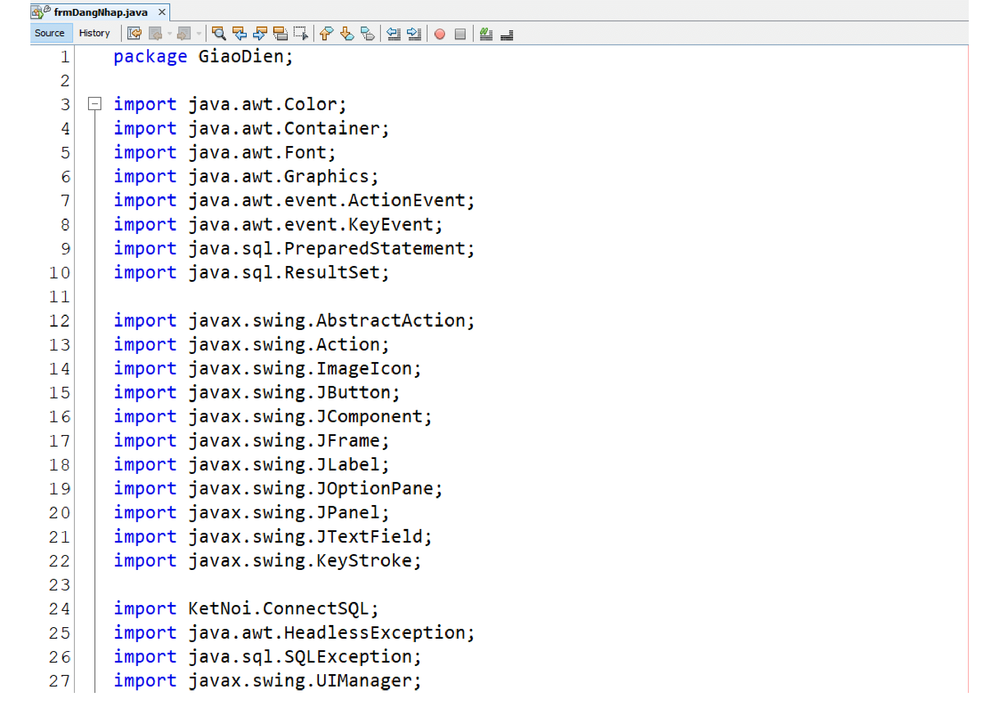 frmDangNhap.java
Source History
1 package GiaoDien;
2
3 import java.awt.Color;
4 import java.awt.Container;
5 import java.awt.Font;
6 import java.awt.Graphics;
7 import java.awt.event.ActionEvent;
8 import java.awt.event.KeyEvent;
9 import java.sql.PreparedStatement;
10 import java.sql.ResultSet;
11
12 import javax.swing.AbstractAction;
13 import javax.swing.Action;
14 import javax.swing.ImageIcon;
15 import javax.swing.JButton;
16 import javax.swing.JComponent;
17 import javax.swing.JFrame;
18 import javax.swing.JLabel;
19 import javax.swing.JOptionPane;
20 import javax.swing.JPanel;
21 import javax.swing.JTextField;
22 import javax.swing.KeyStroke;
23
24 import KetNoi.ConnectSQL;
25 import java.awt.HeadlessException;
26 import java.sql.SQLException;
27 import javax.swing.UIManager;